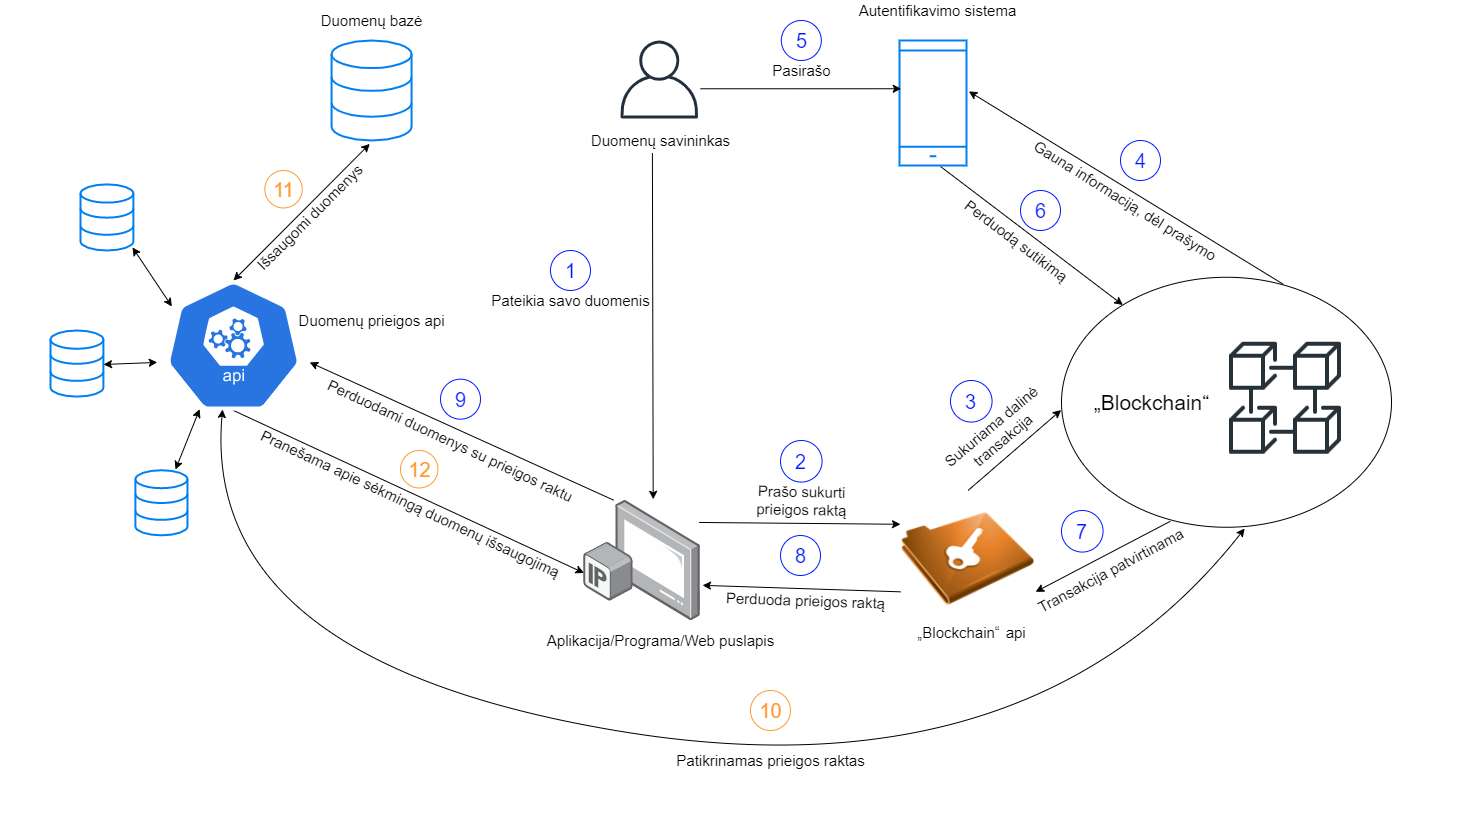 Duomenų bazė
Autentifikavimo sistema
5
Pasirašo
Duomenų savininkas
4
Gauna informaciją, dėl prašymo
11
Išsaugomi duomenys
6
Perduodą sutikimą
1
Pateikia savo duomenis
Duomenų prieigos api
api
9
Perduodami duomenys su prieigos raktu
3
Sukuriama dalinė
transakcija
„Blockchain“
12
Pranešama apie sėkmingą duomenų išsaugojimą
2
Prašo sukurti
prieigos raktą
7
Transakcija patvirtinama
8
Perduoda prieigos raktą
IP
Aplikacija/Programa/Web puslapis
„Blockchain“ api
10
Patikrinamas prieigos raktas